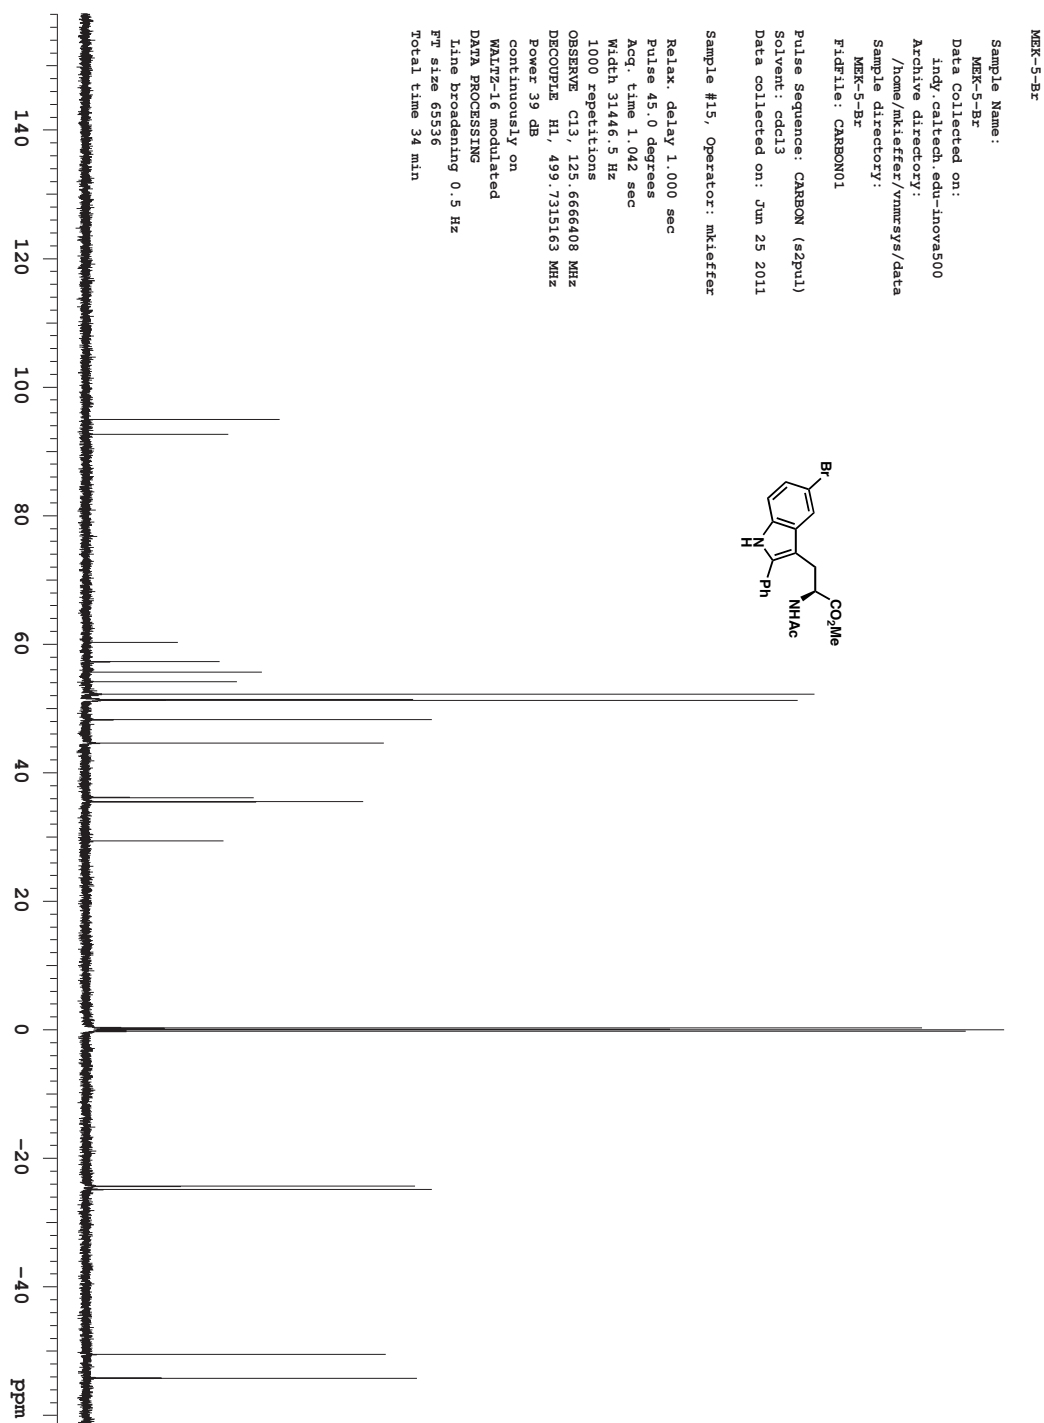 MEK-5-Br
Sample Name:
MEK-5-Br
Data Collected on:
indy.caltech.edu-inova500
Archive directory:
/home/mkieffer/vnmrsys/data
Sample directory:
MEK-5-Br
FidFile: CARBON01
Pulse Sequence: CARBON (s2pul)
Solvent: cdcl3
Data collected on: Jun 25 2011
Sample #15, Operator: mkieffer
Relax. delay 1.000 sec
Pulse 45.0 degrees
Acq. time 1.042 sec
Width 31446.5 Hz
1000 repetitions
OBSERVE C13, 125.6666408 MHz
DECOUPLE H1, 499.7315163 MHz
Power 39 dB
continuously on
WALTZ-16 modulated
DATA PROCESSING
Line broadening 0.5 Hz
FT size 65536
Total time 34 min
Br
CO2Me
NHAc
N
H
Ph
140 120 100 80 60 40 20 0 -20 -40 ppm